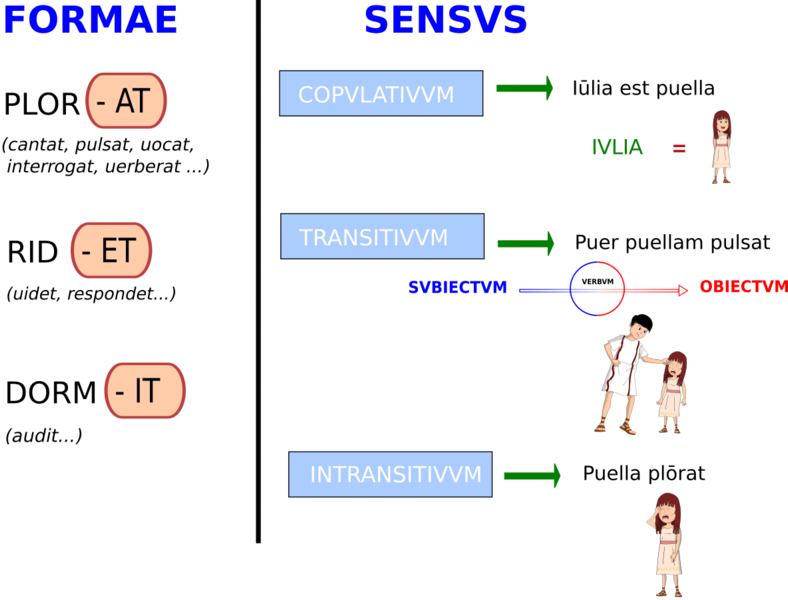 FORMAE
PLOR - AT
(cantat, pulsat, uocat,
interrogat, uerberat ...)
RID - ET
(uidet, respondet...)
DORM - IT
(audit...)
SENSVS
COPVLATIVVM
Iūlia est puella
IVLIA =
TRANSITIVVM
Puer puellam pulsat
SVBIECTVM VERBVM OBIECTVM
INTRANSITIVVM
Puella plōrat